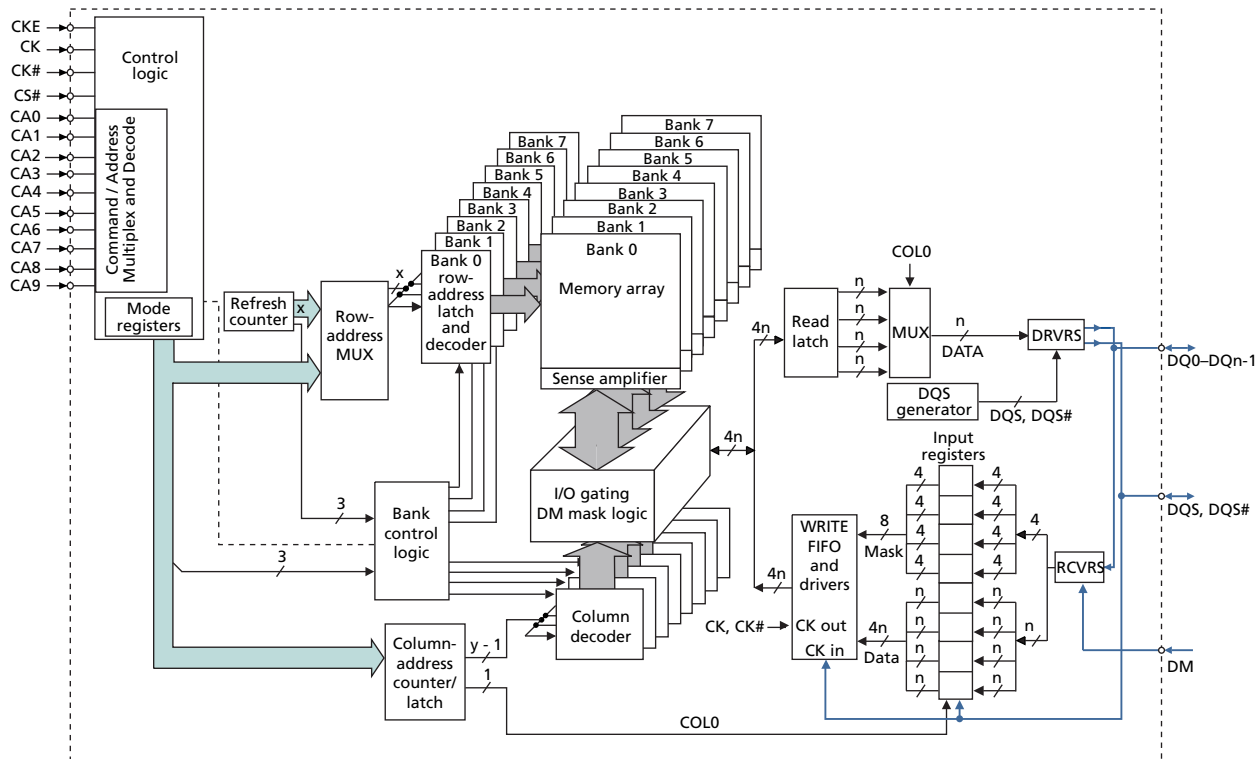 CKE
CK
CK#
CS#
CA0
CA1
CA2
CA3
CA4
CA5
CA6
CA7
CA8
CA9
Control
logic
Command / Address
Multiplex and Decode
Mode
registers
Refresh
counter
x
Row-
address
MUX
x
Bank 7
Bank 6
Bank 5
Bank 4
Bank 3
Bank 2
Bank 1
Bank 0
row-
address
latch
and
decoder
Bank 7
Bank 6
Bank 5
Bank 4
Bank 3
Bank 2
Bank 1
Bank 0
Memory array
Sense amplifier
3
3
Bank
control
logic
I/O gating
DM mask logic
Column
decoder
Column-
address
counter/
latch
y - 1
1
COL0
4n
4n
4n
Read
latch
n
n
n
n
COL0
MUX
n
DATA
DRVRS
DQS
generator
DQS, DQS#
DQ0–DQn-1
DQS, DQS#
DM
Input
registers
WRITE
FIFO
and
drivers
CK out
CK in
CK, CK#
8
Mask
4n
Data
4
4
4
4
n
n
n
n
4
4
4
4
n
n
n
n
4
n
RCVRS